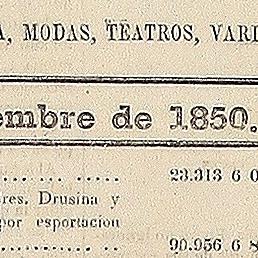 A, MODAS, TEATROS, VARI
embre de 1850.
... ... ..... 23.313 6 0
res. Drusina y
por esportacion
............ 90.956 6 8